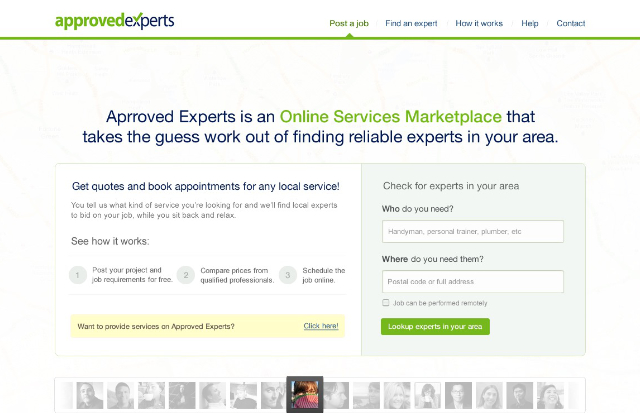 approvedexperts
Post a job
Find an expert
How it works
Help
Contact
Aprroved Experts is an Online Services Marketplace that
takes the guess work out of finding reliable experts in your area.
Get quotes and book appointments for any local service!
You tell us what kind of service you're looking for and we'll find local experts
to bid on your job, while you sit back and relax.
See how it works:
1
Post your project and
job requirements for free.
2
Compare prices from
qualified professionals.
3
Schedule the
job online.
Want to provide services on Approved Experts?
Click here!
Check for experts in your area
Who do you need?
Handyman, personal trainer, plumber, etc
Where do you need them?
Postal code or full address
Job can be performed remotely
Lookup experts in your area